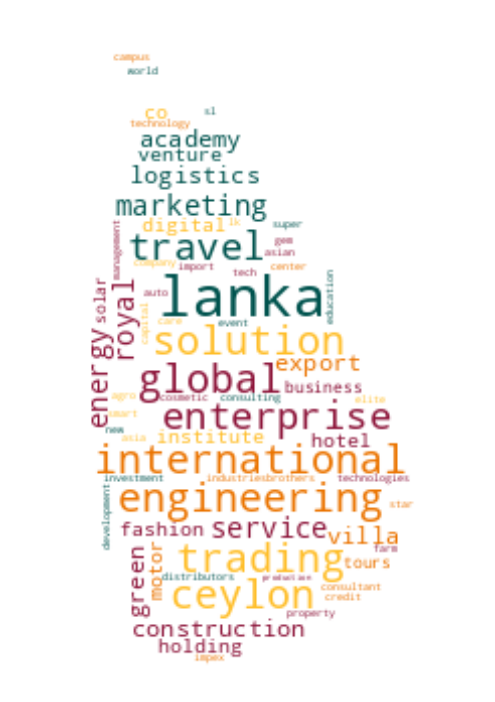 campus
world
co
sl
technology
academy
venture
logistics
marketing
digital
lk
super
management
travel
gem
asian
company
import
tech
center
solar
royal
auto
lanka
education
capital
care
event
energy
solution
export
global
business
agro
cosmetic
consulting
elite
smart
enterprise
new
asia
institute
hotel
international
investment
industries
brothers
technologies
development
engineering
star
fashion
service
villa
green
motor
trading
farm
tours
distributors
production
ceylon
consultant
credit
property
construction
holding
impex